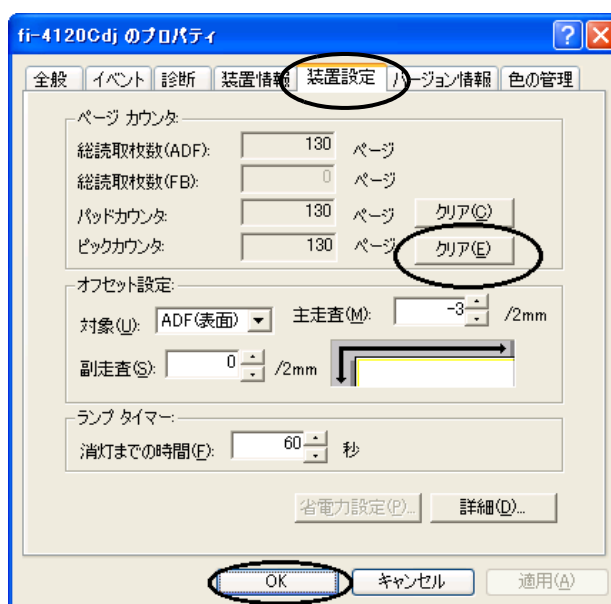 fi-4120Cdj のプロパティ
全般 イベント 診断 装置情報 装置設定 バージョン情報 色の管理
ページ カウンタ:
総読取枚数(ADF): 130 ページ
総読取枚数(FB): 0 ページ
パッドカウンタ: 130 ページ クリア(C)
ピックカウンタ: 130 ページ クリア(E)
オフセット設定:
対象(U): ADF(表面) 主走査(M): -3 /2mm
副走査(S): 0 /2mm
ランプ タイマー:
消灯までの時間(F): 60 秒
省電力設定(P)... 詳細(D)...
OK キャンセル 適用(A)